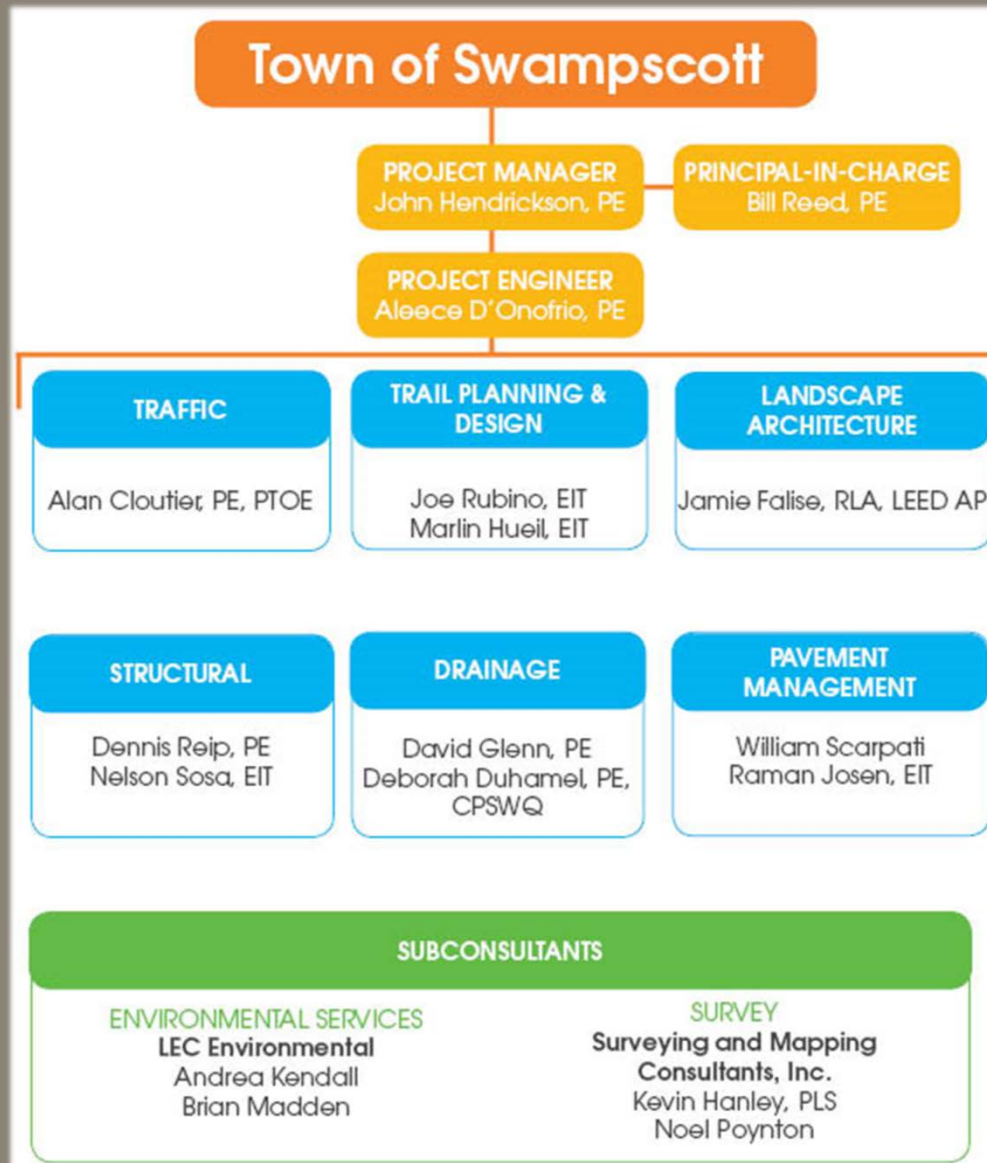 Town of Swampscott
PROJECT MANAGER
John Hendrickson, PE
PRINCIPAL-IN-CHARGE
Bill Reed, PE
PROJECT ENGINEER
Aleece D'Onofrio, PE
TRAFFIC
Alan Cloutier, PE, PTOE
TRAIL PLANNING &
DESIGN
Joe Rubino, EIT
Marlin Hueil, EIT
LANDSCAPE
ARCHITECTURE
Jamie Falise, RLA, LEED AP
STRUCTURAL
Dennis Reip, PE
Nelson Sosa, EIT
DRAINAGE
David Glenn, PE
Deborah Duhamel, PE,
CPSWQ
PAVEMENT
MANAGEMENT
William Scarpati
Raman Josen, EIT
SUBCONSULTANTS
ENVIRONMENTAL SERVICES
LEC Environmental
Andrea Kendall
Brian Madden
SURVEY
Surveying and Mapping
Consultants, Inc.
Kevin Hanley, PLS
Noel Poynton